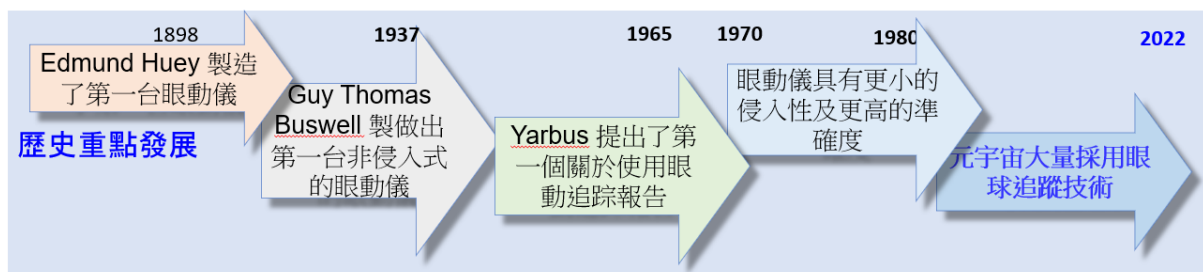 1898
1937
1965
1970
1980
2022
Edmund Huey 製造
了第一台眼動儀
歷史重點發展
Guy Thomas
Buswell 製做出
第一台非侵入式
的眼動儀
Yarbus 提出了第
一個關於使用眼
動追踪報告
眼動儀具有更小的
侵入性及更高的準
確度
元宇宙大量採用眼
球追蹤技術